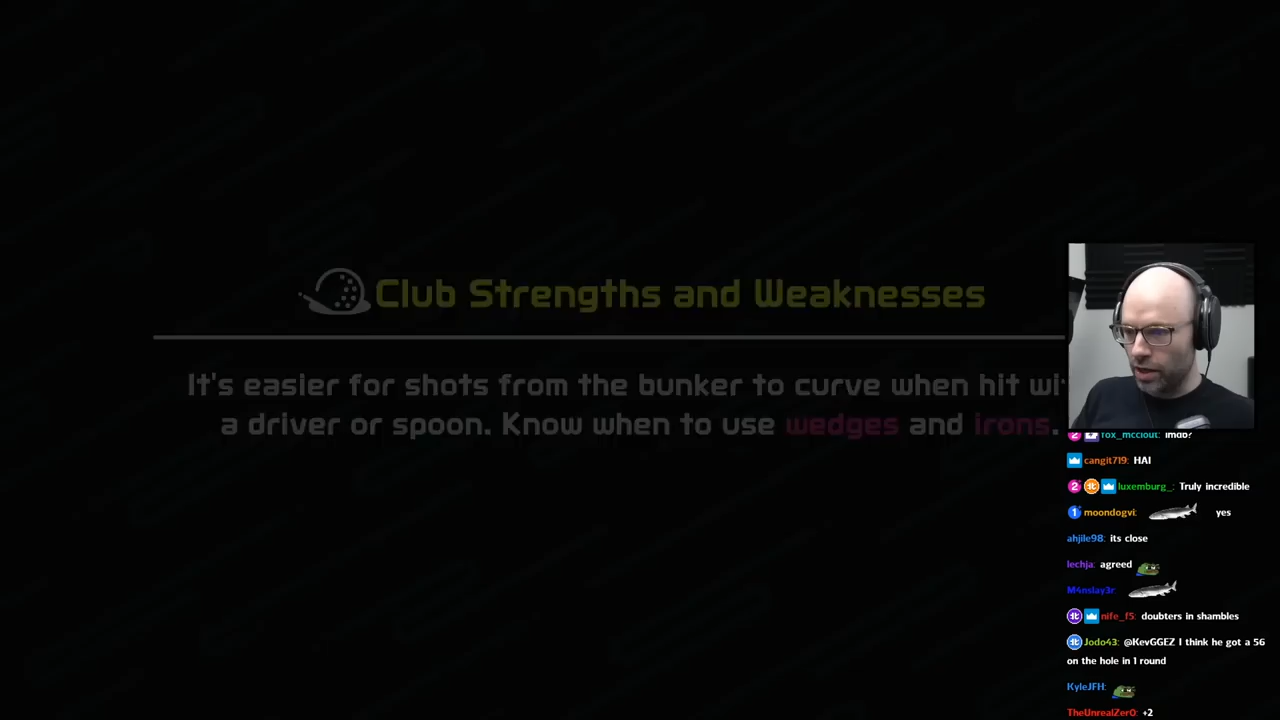 Club Strengths and Weaknesses
It's easier for shots from the bunker to curve when hit wi
a driver or spoon. Know when to use wedges and irons.
fox_mcclout: imdb?
cangit719: HAI
luxemburg_: Truly incredible
moondogvi: yes
ahjile98: its close
lechja: agreed
M4nslay3r:
nife_f5: doubters in shambles
Jodo43: @KevGGEZ I think he got a 56
on the hole in 1 round
KyleJFH:
TheUnrealZer0: +2